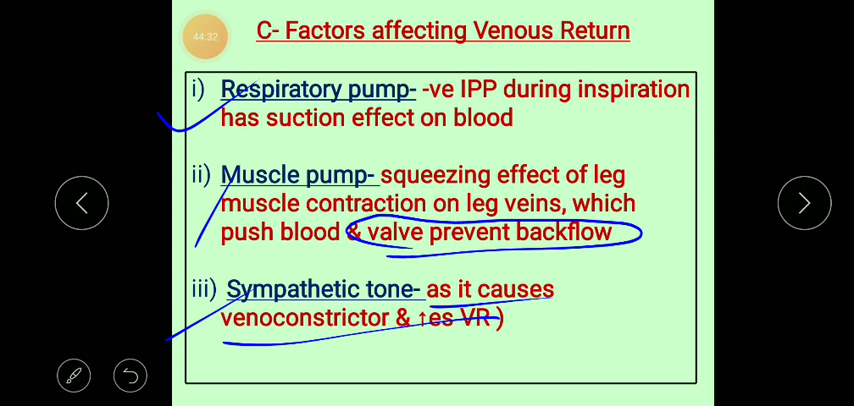 44:32
C- Factors affecting Venous Return
i) Respiratory pump- -ve IPP during inspiration
has suction effect on blood
ii) Muscle pump- squeezing effect of leg
muscle contraction on leg veins, which
push blood & valve prevent backflow
iii) Sympathetic tone- as it causes
venoconstrictor & ↑es VR )